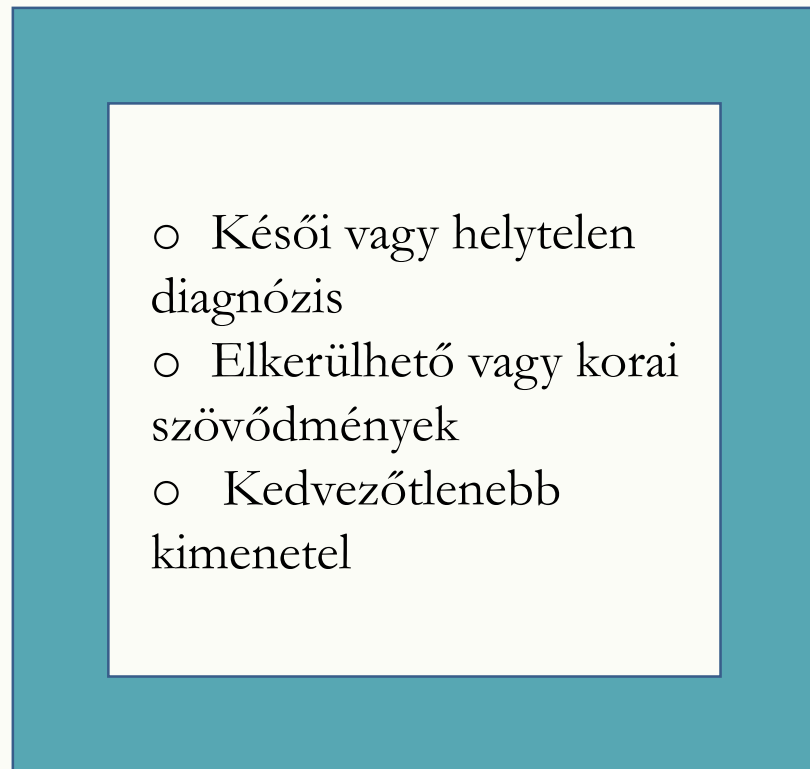 o Késői vagy helytelen
diagnózis
o Elkerülhető vagy korai
szövődmények
o Kedvezőtlenebb
kimenetel